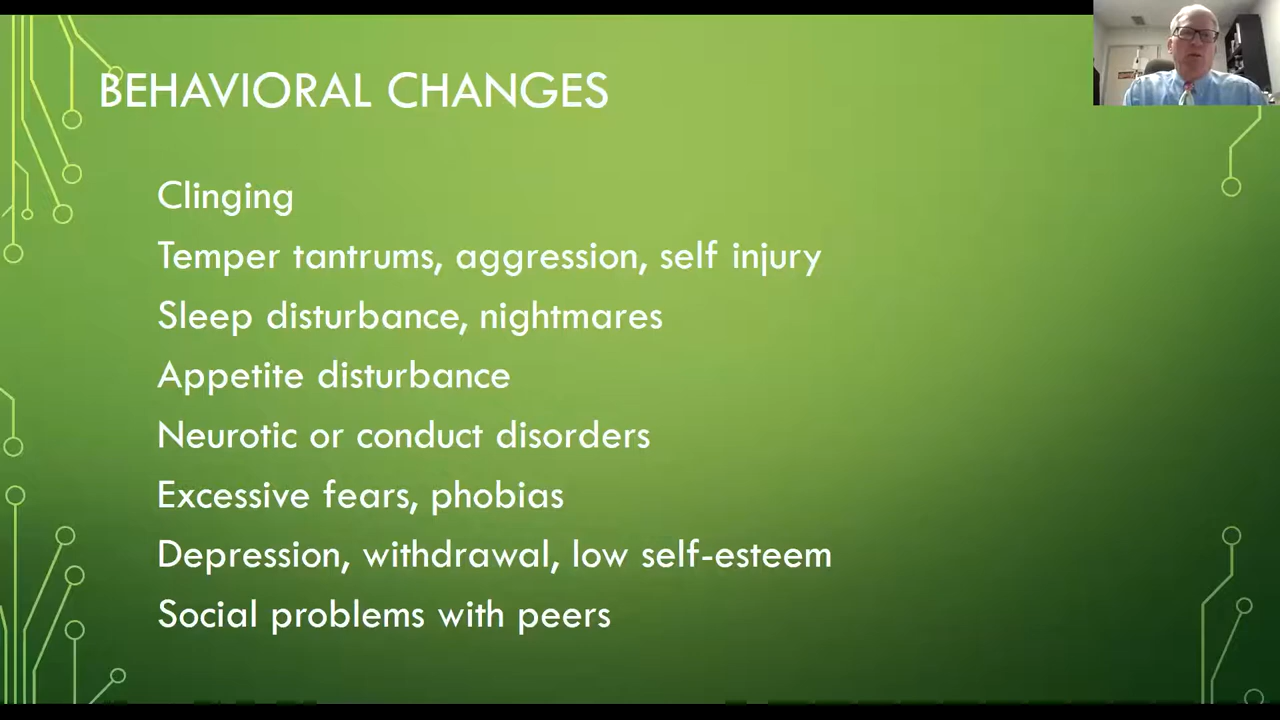 BEHAVIORAL CHANGES
Clinging
Temper tantrums, aggression, self injury
Sleep disturbance, nightmares
Appetite disturbance
Neurotic or conduct disorders
Excessive fears, phobias
Depression, withdrawal, low self-esteem
Social problems with peers